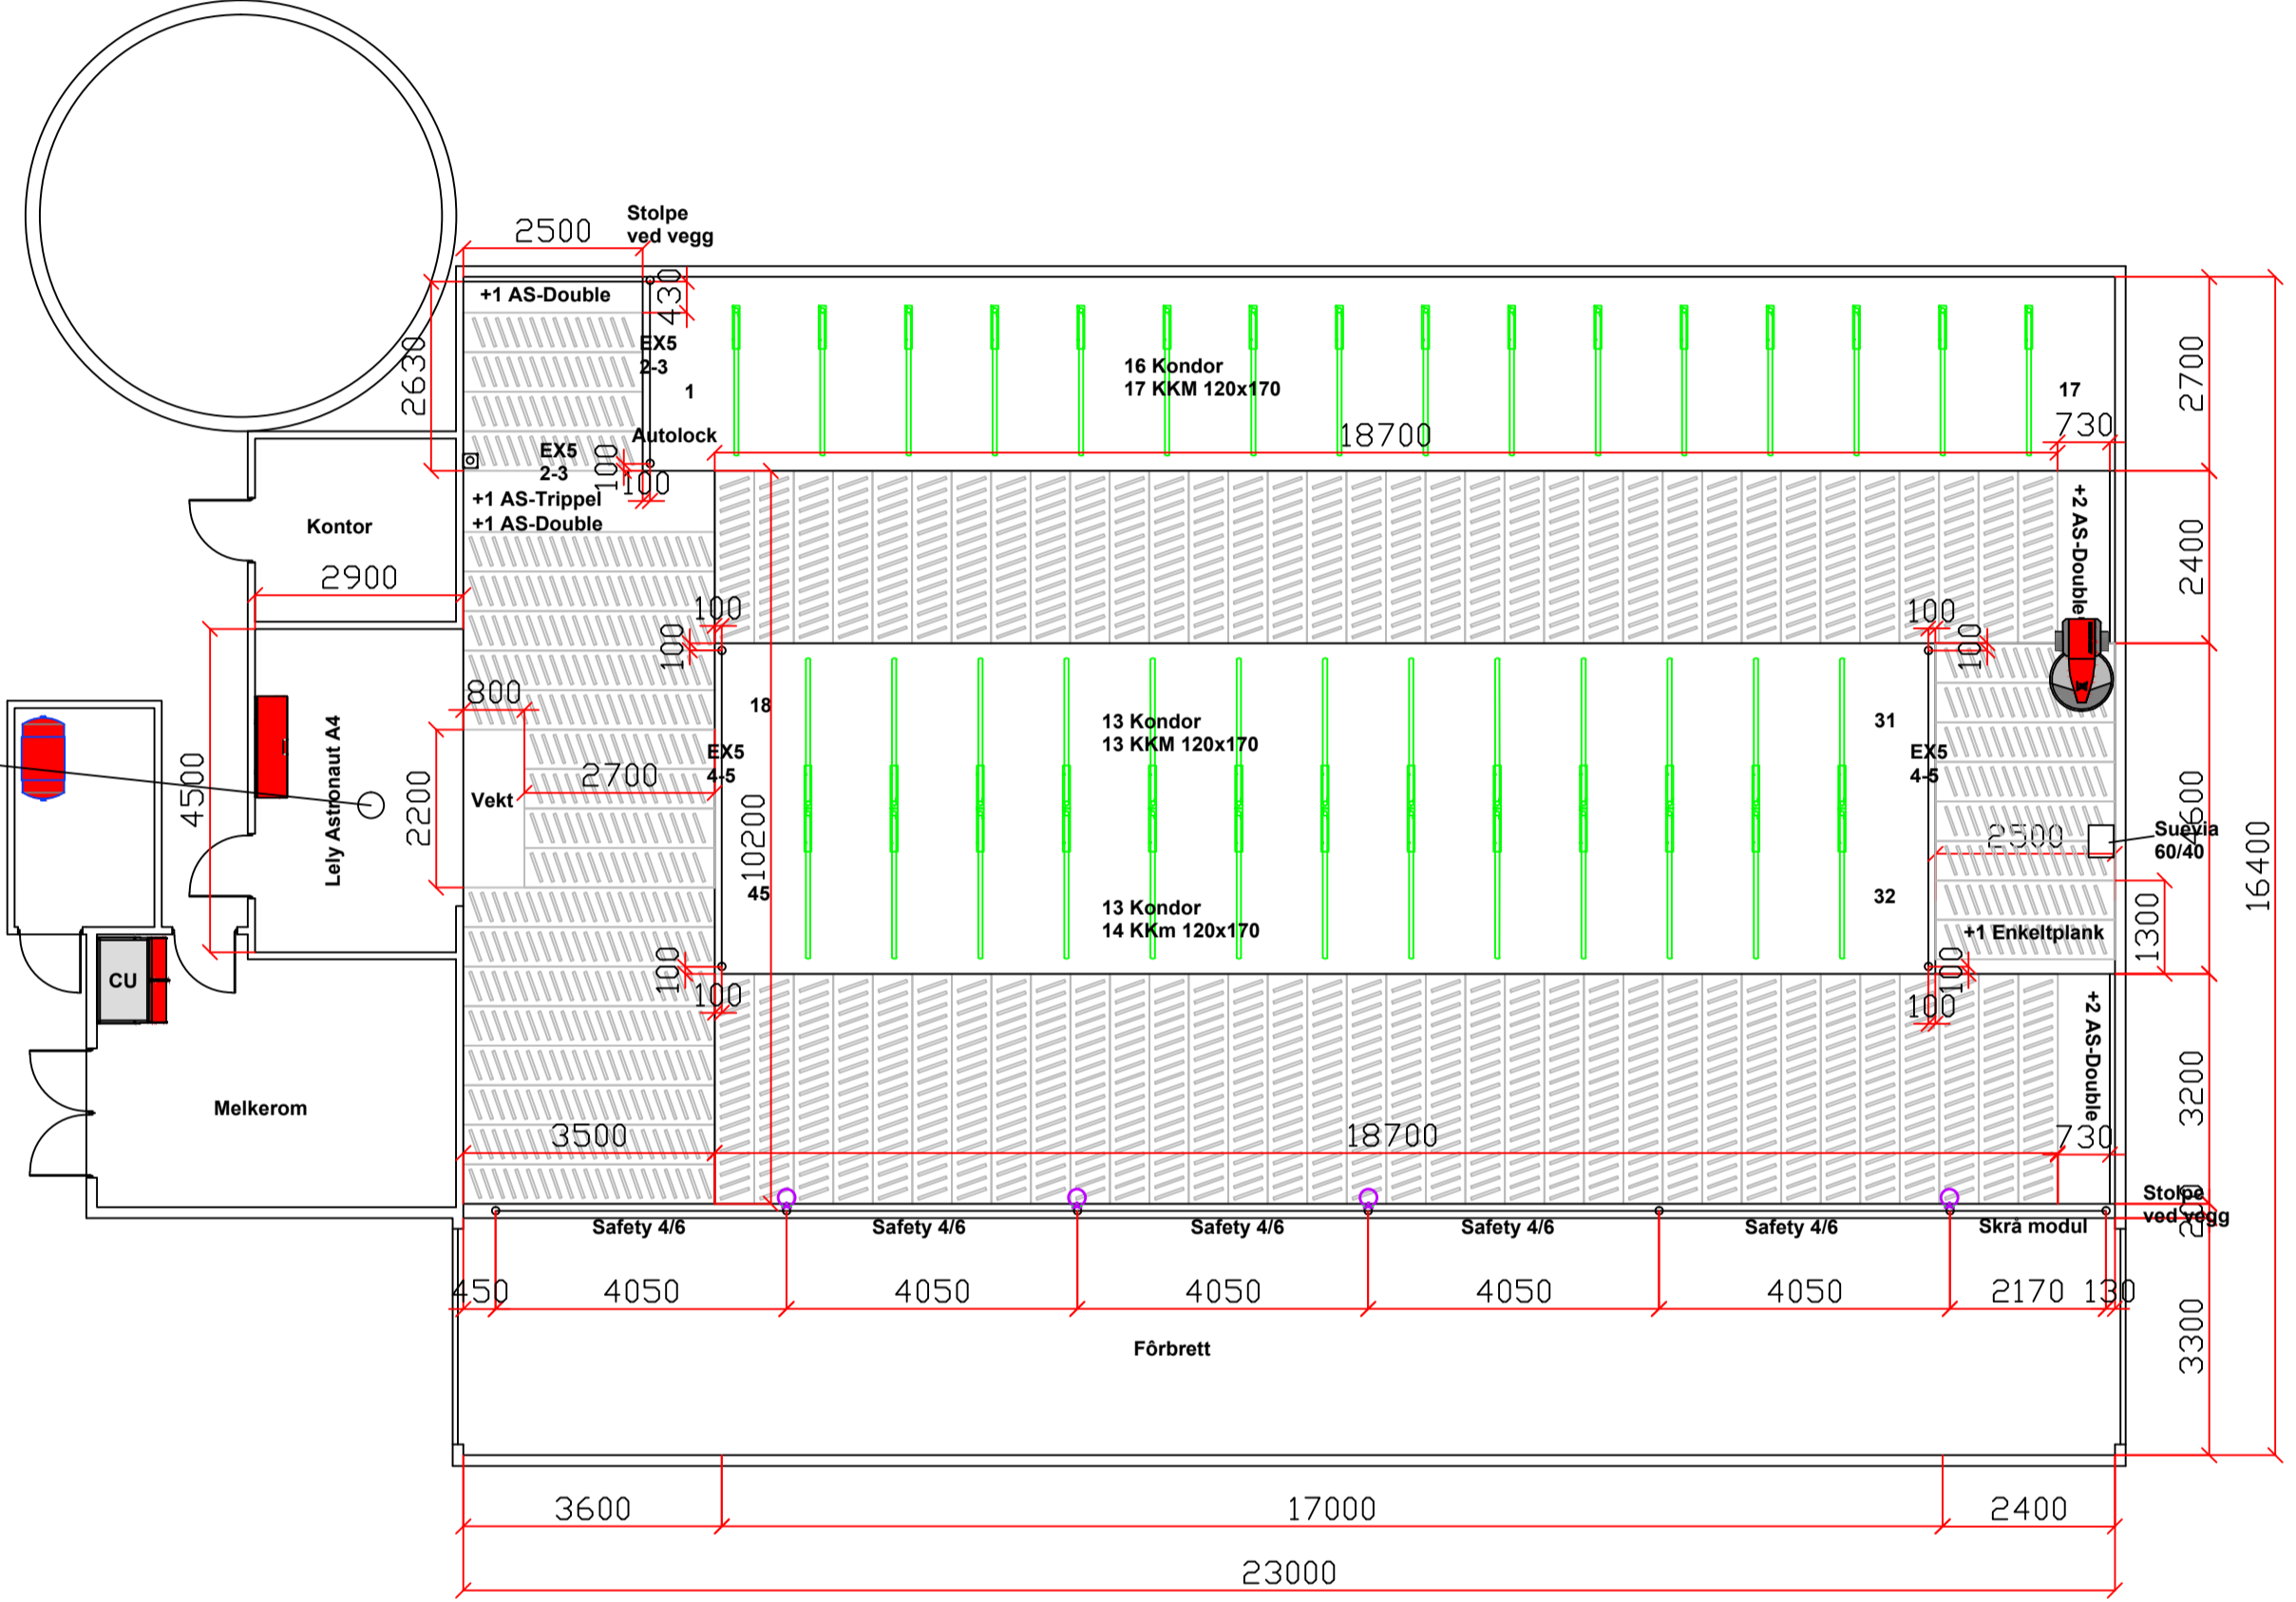 2500
Stolpe
ved vegg
+1 AS-Double
430
2630
EX5
2-3
1
16 Kondor
17 KKM 120x170
17
2700
Autolock
18700
730
EX5
2-3
100
100
+1 AS-Trippel
+1 AS-Double
+2 AS-Double
2400
Kontor
2900
100
100
100
100
800
18
13 Kondor
13 KKM 120x170
31
EX5
4-5
EX5
4-5
4500
Lely Astronaut A4
2200
Vekt
2700
10200
2500
4600
Suevia
60/40
16400
45
32
13 Kondor
14 KKm 120x170
1300
+1 Enkeltplank
CU
100
100
100
100
+2 AS-Double
3200
Melkerom
3500
18700
730
200
Stolpe
ved vegg
Safety 4/6
Safety 4/6
Safety 4/6
Safety 4/6
Safety 4/6
Skrå modul
450
4050
4050
4050
4050
4050
2170
130
3300
Fôrbrett
3600
17000
2400
23000